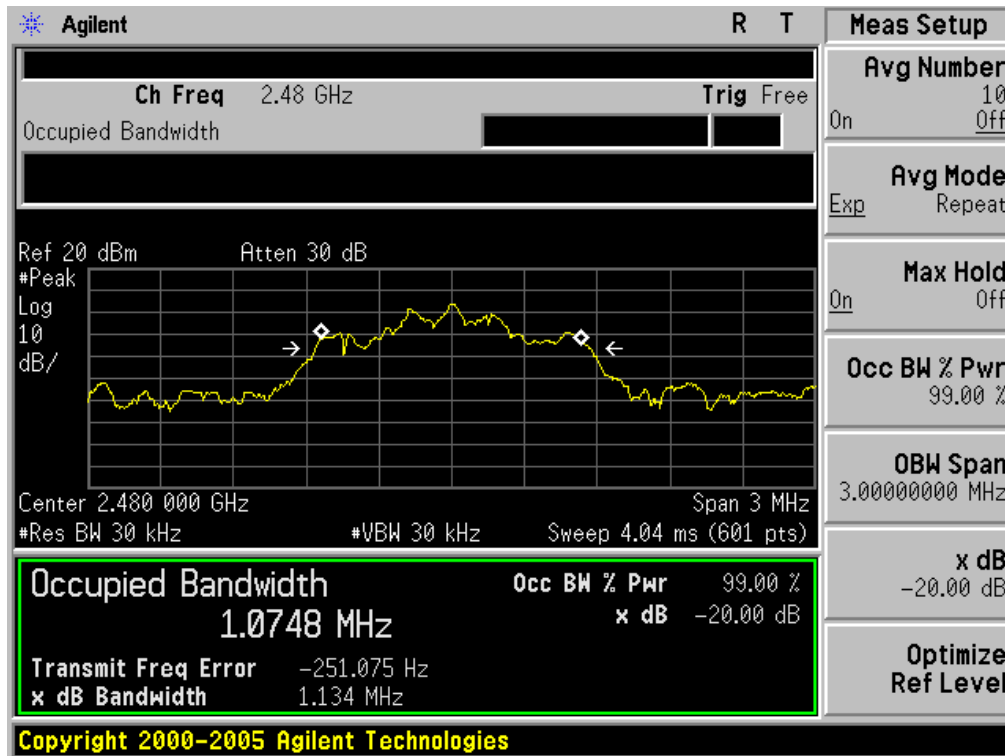 Agilent R T
Ch Freq 2.48 GHz Trig Free
Occupied Bandwidth
Ref 20 dBm Atten 30 dB
#Peak
Log
10
dB/
Center 2.480 000 GHz Span 3 MHz
#Res BW 30 kHz #VBW 30 kHz Sweep 4.04 ms (601 pts)
Occupied Bandwidth
1.0748 MHz
Occ BW % Pwr 99.00 %
x dB -20.00 dB
Transmit Freq Error -251.075 Hz
x dB Bandwidth 1.134 MHz
Copyright 2000-2005 Agilent Technologies
Meas Setup
Avg Number
10
On Off
Avg Mode
Exp Repeat
Max Hold
On Off
Occ BW % Pwr
99.00 %
OBW Span
3.00000000 MHz
x dB
-20.00 dB
Optimize
Ref Level